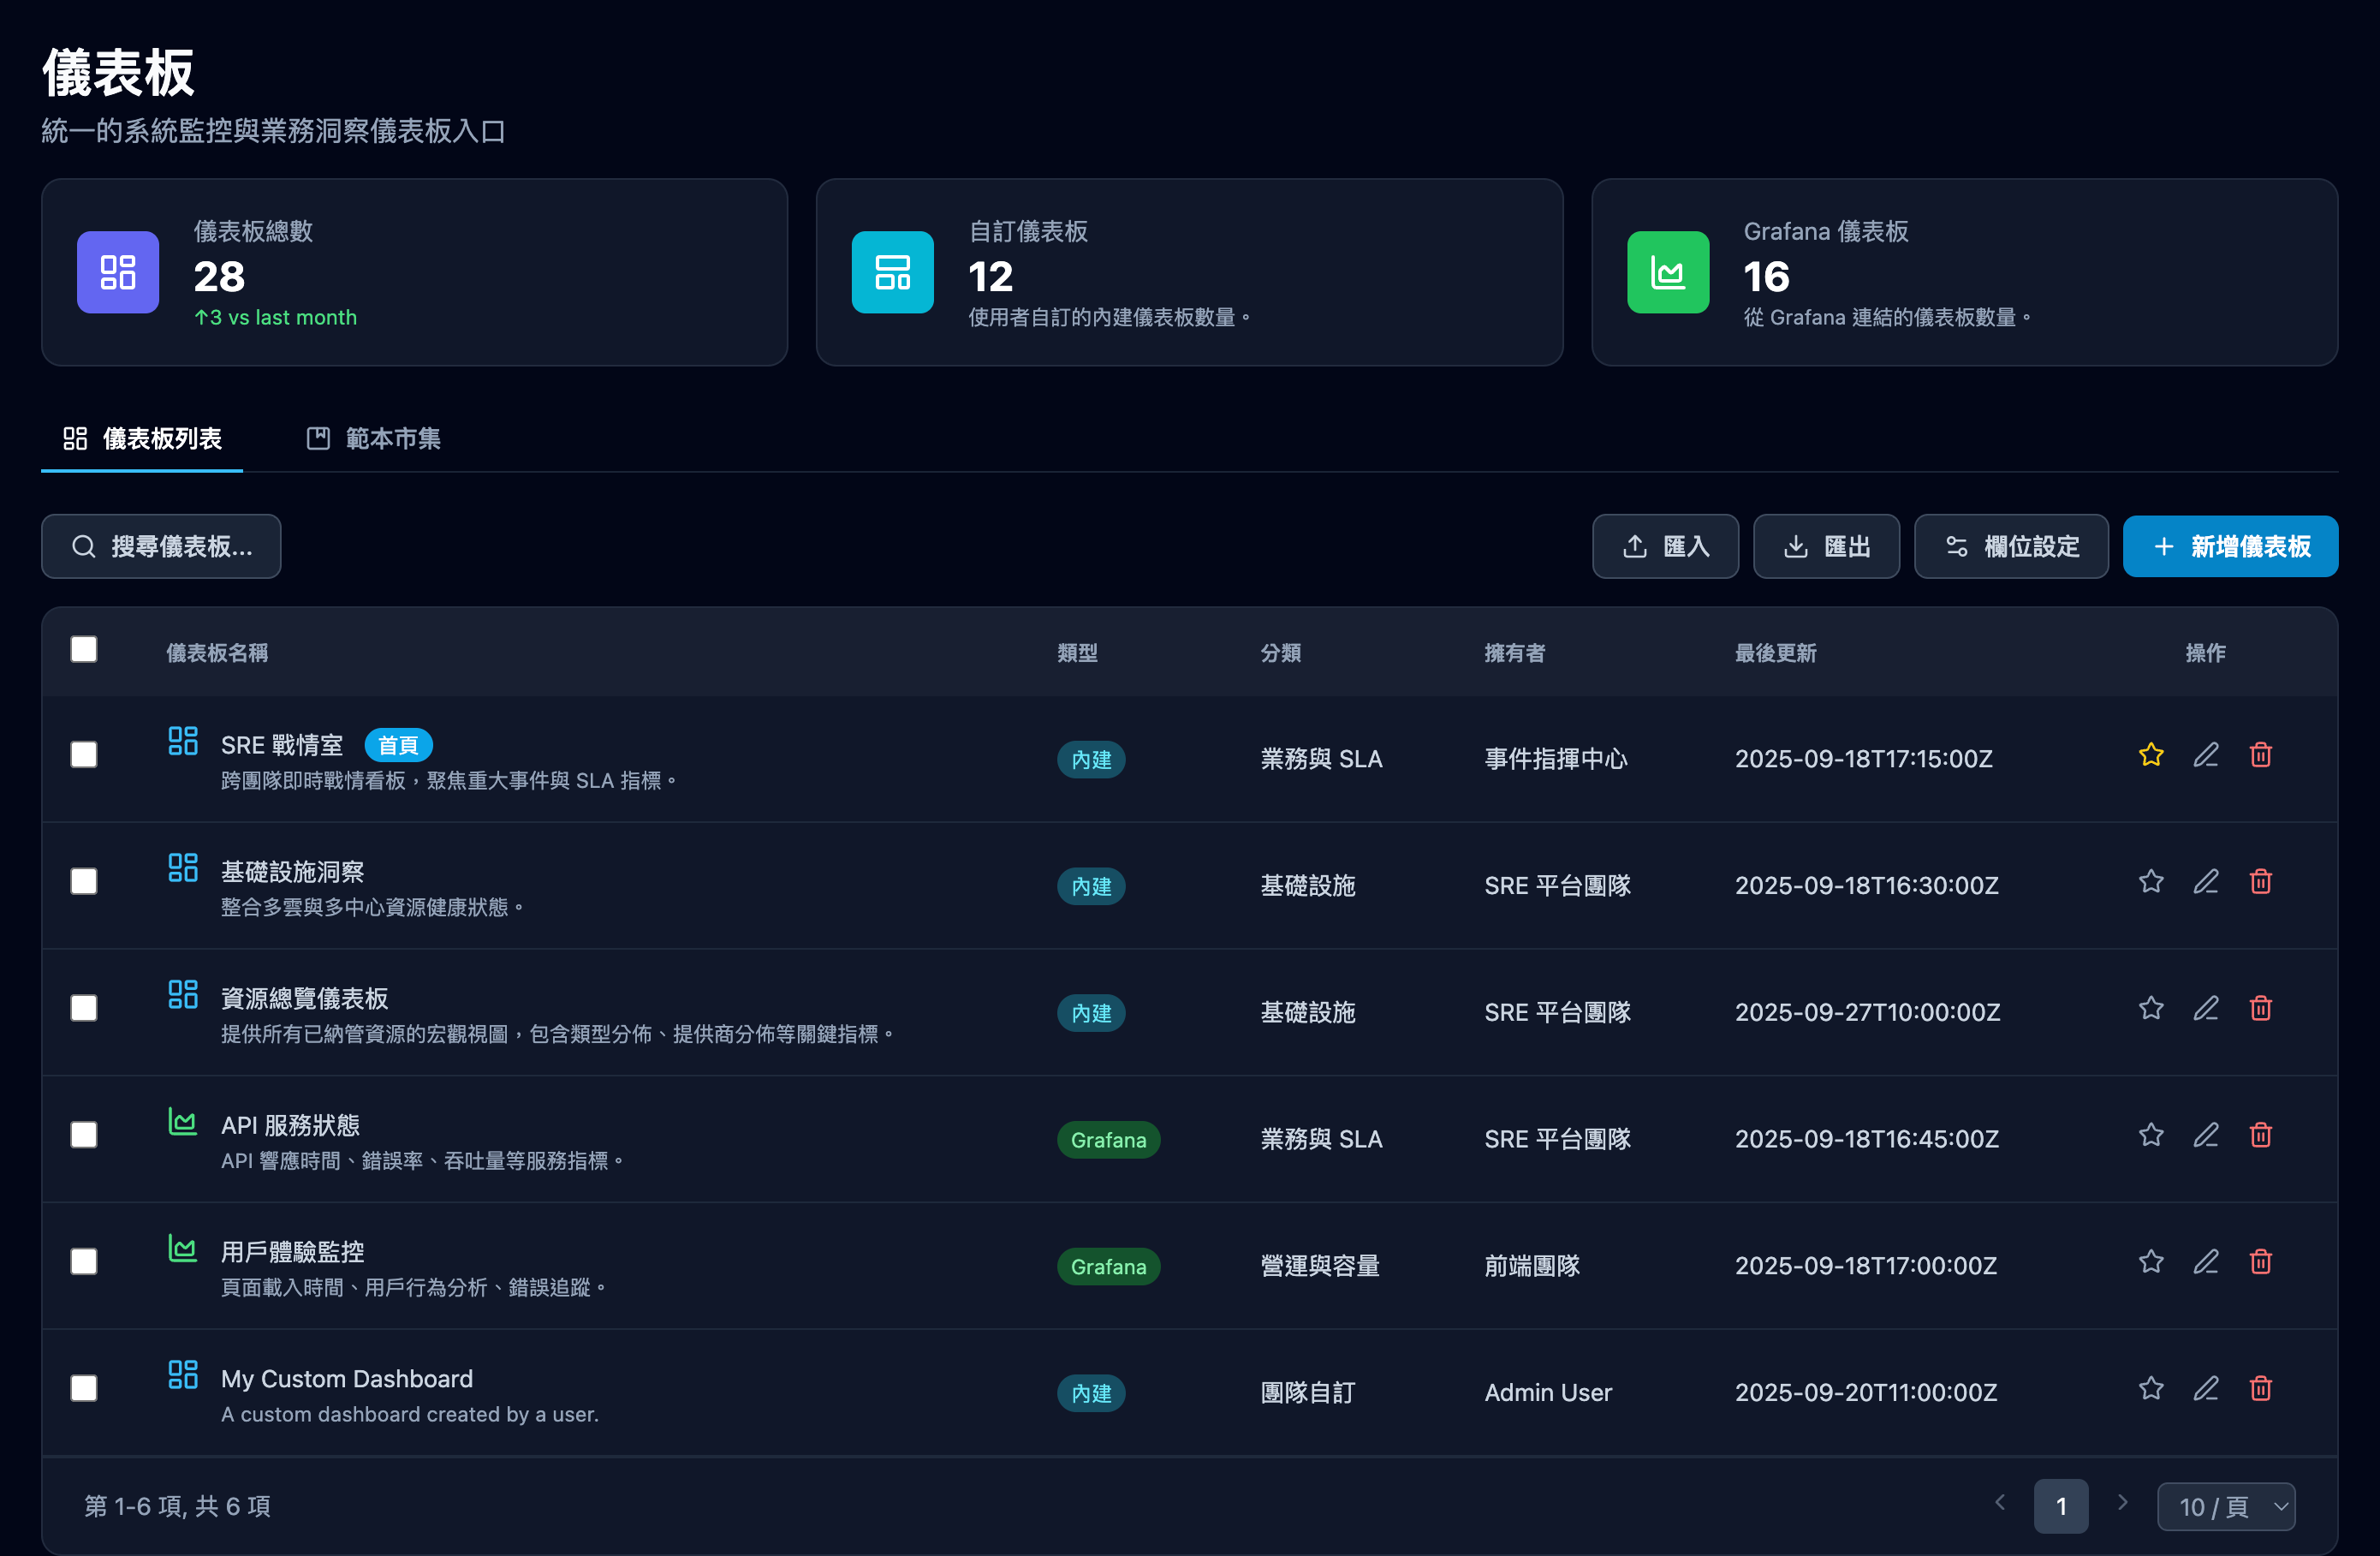 儀表板
統一的系統監控與業務洞察儀表板入口
儀表板總數
28
↑3 vs last month
自訂儀表板
12
使用者自訂的內建儀表板數量。
Grafana 儀表板
16
從 Grafana 連結的儀表板數量。
儀表板列表 範本市集
搜尋儀表板... 匯入 匯出 欄位設定 新增儀表板
儀表板名稱 類型 分類 擁有者 最後更新 操作
SRE 戰情室 首頁
跨團隊即時戰情看板，聚焦重大事件與 SLA 指標。
內建 業務與 SLA 事件指揮中心 2025-09-18T17:15:00Z
基礎設施洞察
整合多雲與多中心資源健康狀態。
內建 基礎設施 SRE 平台團隊 2025-09-18T16:30:00Z
資源總覽儀表板
提供所有已納管資源的宏觀視圖，包含類型分佈、提供商分佈等關鍵指標。
內建 基礎設施 SRE 平台團隊 2025-09-27T10:00:00Z
API 服務狀態
API 響應時間、錯誤率、吞吐量等服務指標。
Grafana 業務與 SLA SRE 平台團隊 2025-09-18T16:45:00Z
用戶體驗監控
頁面載入時間、用戶行為分析、錯誤追蹤。
Grafana 營運與容量 前端團隊 2025-09-18T17:00:00Z
My Custom Dashboard
A custom dashboard created by a user.
內建 團隊自訂 Admin User 2025-09-20T11:00:00Z
第 1-6 項, 共 6 項 1 10 / 頁